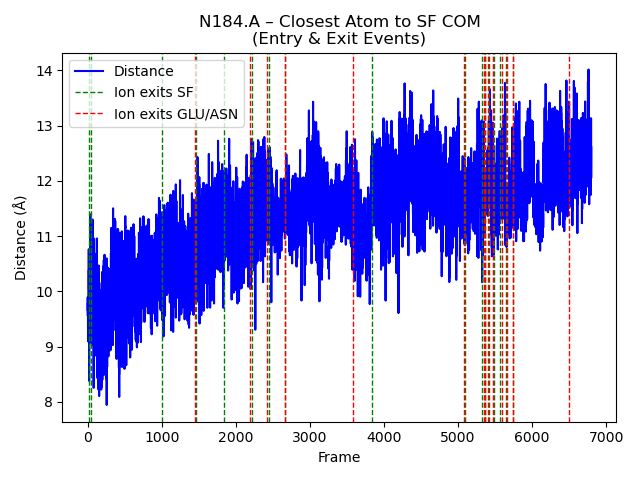 N184.A – Closest Atom to SF COM
(Entry & Exit Events)
Distance
Ion exits SF
Ion exits GLU/ASN
Distance (Å)
14
13
12
11
10
9
8
0
1000
2000
3000
4000
5000
6000
7000
Frame